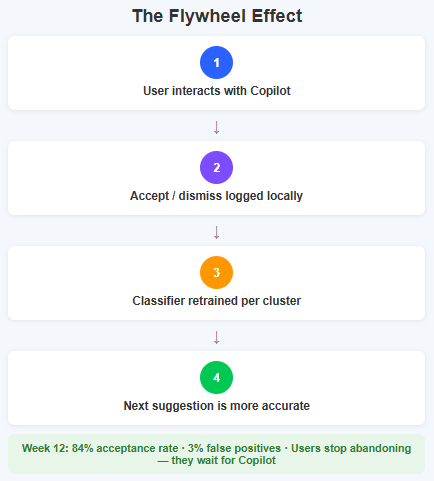 The Flywheel Effect
1
User interacts with Copilot
↓
2
Accept / dismiss logged locally
↓
3
Classifier retrained per cluster
↓
4
Next suggestion is more accurate
Week 12: 84% acceptance rate · 3% false positives · Users stop abandoning
— they wait for Copilot